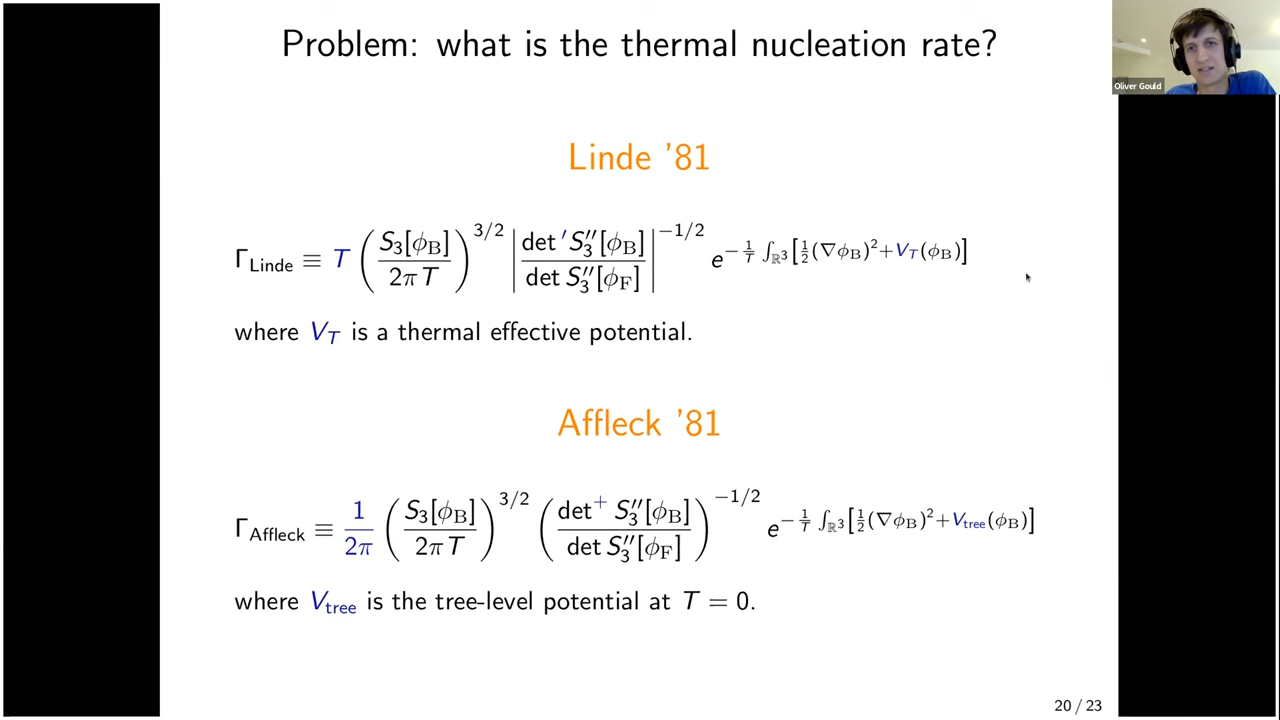 Problem: what is the thermal nucleation rate?
Oliver Gould
Linde '81
Γ_Linde ≡ T (S₃[ϕ_B] / 2πT)^{3/2} |det′S₃″[ϕ_B] / det S₃″[ϕ_F]|^{−1/2} e^{−(1/T) ∫_{ℝ³} [½(∇ϕ_B)² + V_T(ϕ_B)]}
where V_T is a thermal effective potential.
Affleck '81
Γ_Affleck ≡ (1 / 2π) (S₃[ϕ_B] / 2πT)^{3/2} (det⁺ S₃″[ϕ_B] / det S₃″[ϕ_F])^{−1/2} e^{−(1/T) ∫_{ℝ³} [½(∇ϕ_B)² + V_tree(ϕ_B)]}
where V_tree is the tree-level potential at T = 0.
20 / 23